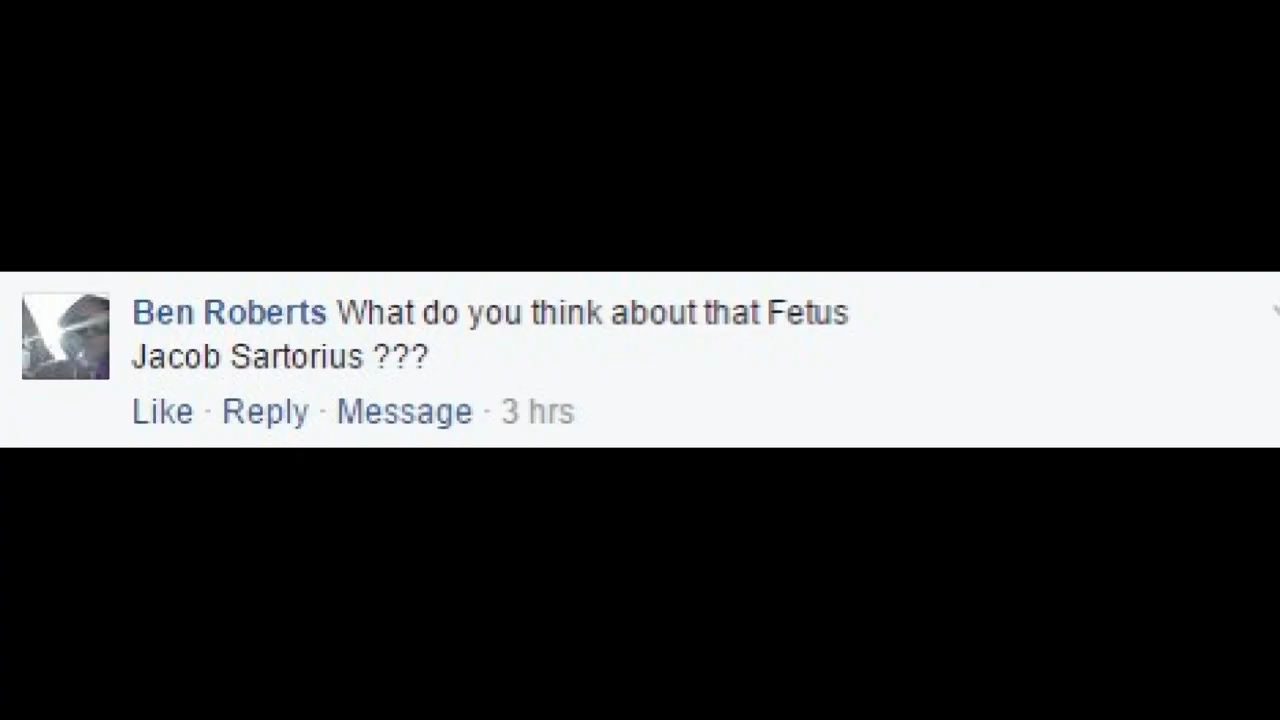 Ben Roberts What do you think about that Fetus
Jacob Sartorius ???
Like · Reply · Message · 3 hrs